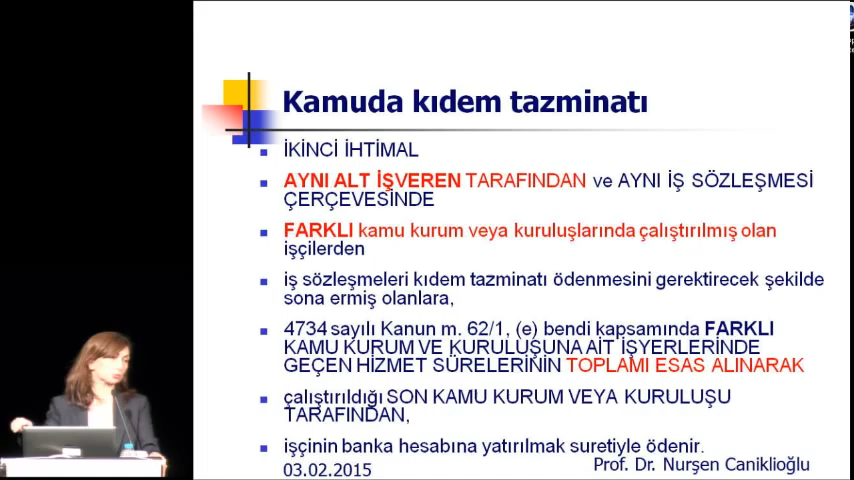 Kamuda kıdem tazminatı
İKİNCİ İHTİMAL
AYNI ALT İŞVEREN TARAFINDAN ve AYNI İŞ SÖZLEŞMESİ
ÇERÇEVESİNDE
FARKLI kamu kurum veya kuruluşlarında çalıştırılmış olan
işçilerden
iş sözleşmeleri kıdem tazminatı ödenmesini gerektirecek şekilde
sona ermiş olanlara,
4734 sayılı Kanun m. 62/1, (e) bendi kapsamında FARKLI
KAMU KURUM VE KURULUŞUNA AİT İŞYERLERİNDE
GEÇEN HİZMET SÜRELERİNİN TOPLAMI ESAS ALINARAK
çalıştırıldığı SON KAMU KURUM VEYA KURULUŞU
TARAFINDAN,
işçinin banka hesabına yatırılmak suretiyle ödenir.
03.02.2015
Prof. Dr. Nurşen Caniklioğlu